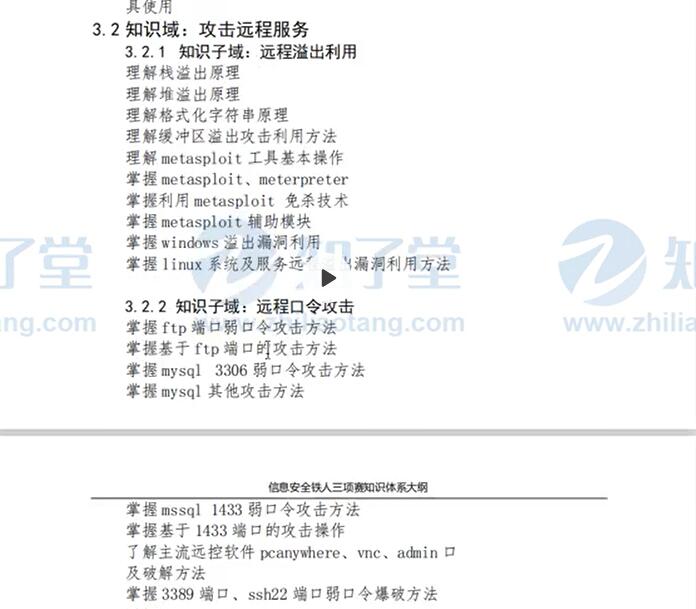 具使用
3.2 知识域：攻击远程服务
3.2.1 知识子域：远程溢出利用
理解栈溢出原理
理解堆溢出原理
理解格式化字符串原理
理解缓冲区溢出攻击利用方法
理解 metasploit 工具基本操作
掌握 metasploit、meterpreter
掌握利用 metasploit 免杀技术
掌握 metasploit 辅助模块
掌握 windows 溢出漏洞利用
掌握 linux 系统及服务远程溢出漏洞利用方法
了堂 知了堂 知
ang.com www.zhiliaotang.com www.zhiliaot
3.2.2 知识子域：远程口令攻击
掌握 ftp 端口弱口令攻击方法
掌握基于 ftp 端口的攻击方法
掌握 mysql 3306 弱口令攻击方法
掌握 mysql 其他攻击方法
信息安全铁人三项赛知识体系大纲
掌握 mssql 1433 弱口令攻击方法
掌握基于 1433 端口的攻击操作
了解主流远控软件 pcanywhere、vnc、admin 口
及破解方法
掌握 3389 端口、ssh22 端口弱口令爆破方法